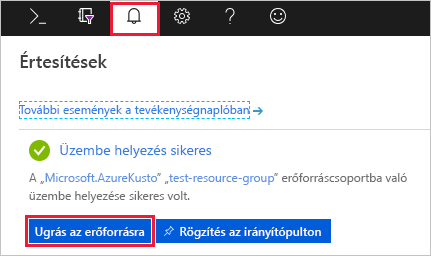 Értesítések
További események a tevékenységnaplóban →
Üzembe helyezés sikeres
A „Microsoft.AzureKusto” „test-resource-group” erőforráscsoportba való
üzembe helyezése sikeres volt.
Ugrás az erőforrásra
Rögzítés az irányítópulton